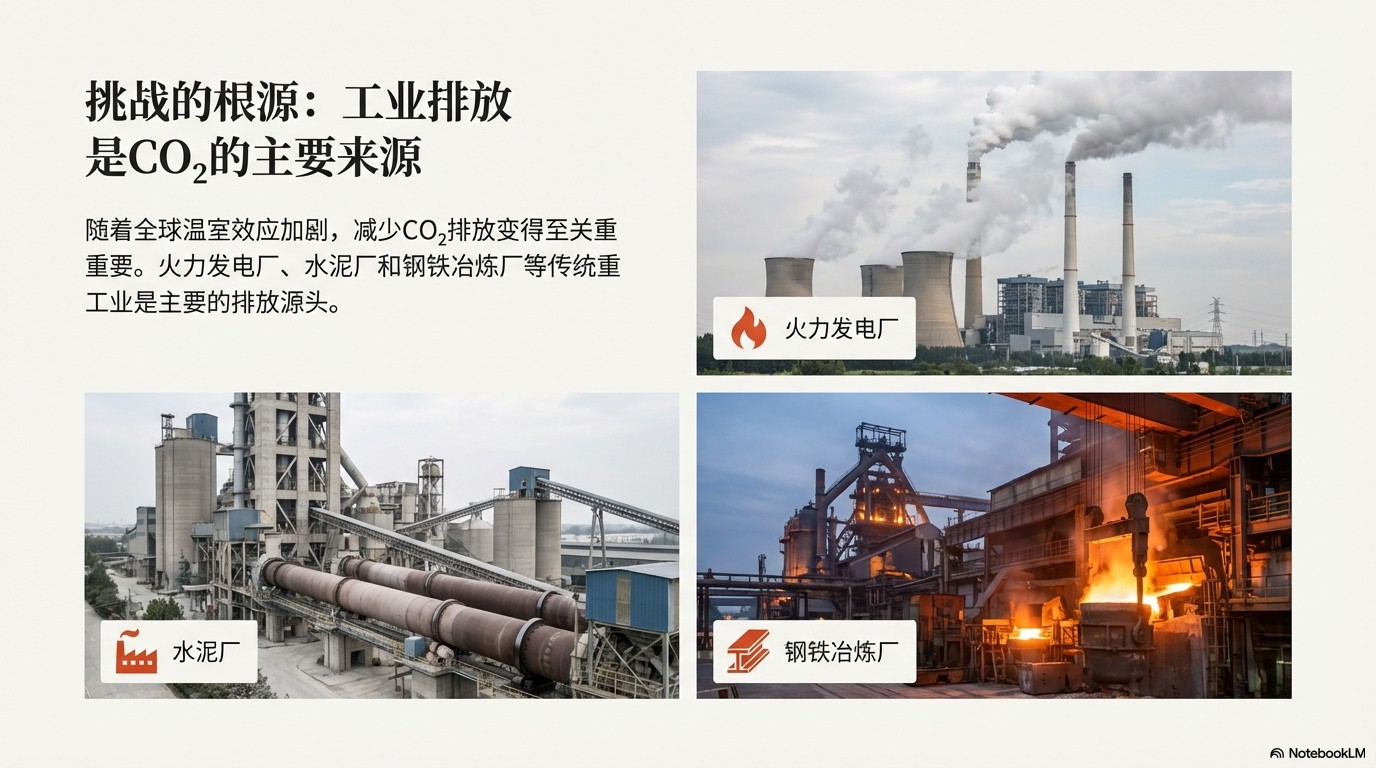 挑战的根源：工业排放
是CO₂的主要来源
随着全球温室效应加剧，减少CO₂排放变得至关重
重要。火力发电厂、水泥厂和钢铁冶炼厂等传统重
工业是主要的排放源头。
火力发电厂
水泥厂
钢铁冶炼厂
NotebookLM